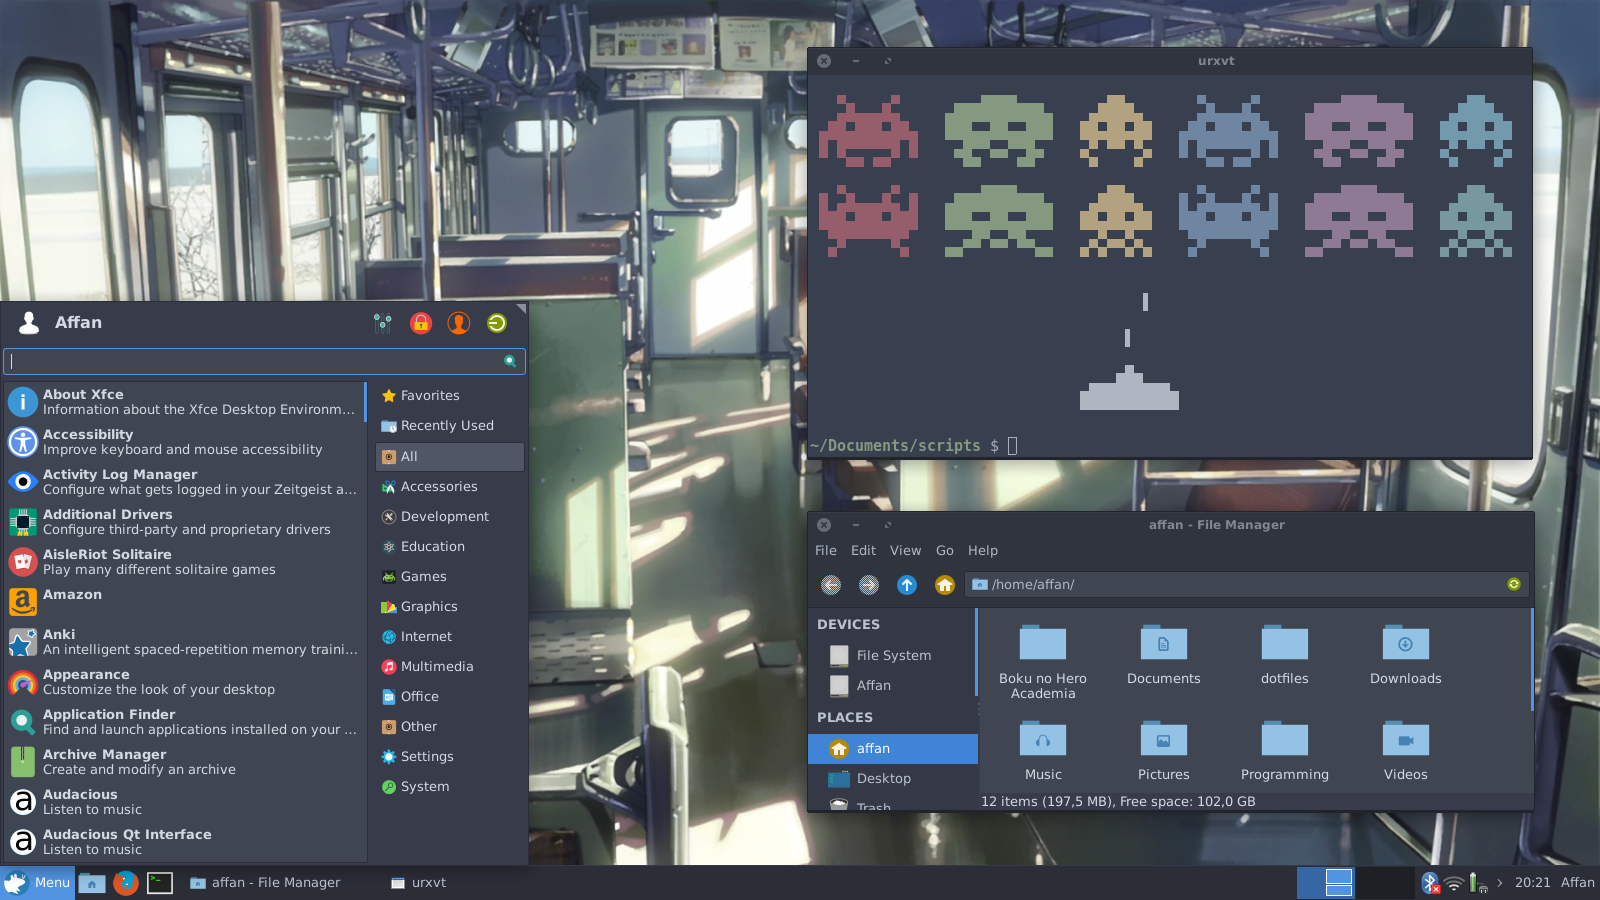 urxvt
~/Documents/scripts $
Affan
About Xfce
Information about the Xfce Desktop Environm...
Accessibility
Improve keyboard and mouse accessibility
Activity Log Manager
Configure what gets logged in your Zeitgeist a...
Additional Drivers
Configure third-party and proprietary drivers
AisleRiot Solitaire
Play many different solitaire games
Amazon
Anki
An intelligent spaced-repetition memory traini...
Appearance
Customize the look of your desktop
Application Finder
Find and launch applications installed on your ...
Archive Manager
Create and modify an archive
Audacious
Listen to music
Audacious Qt Interface
Listen to music
Favorites
Recently Used
All
Accessories
Development
Education
Games
Graphics
Internet
Multimedia
Office
Other
Settings
System
affan - File Manager
File Edit View Go Help
/home/affan/
DEVICES
File System
Affan
PLACES
affan
Desktop
Trash
Boku no Hero
Academia
Documents
dotfiles
Downloads
Music
Pictures
Programming
Videos
12 items (197,5 MB), Free space: 102,0 GB
Menu
affan - File Manager
urxvt
20:21
Affan